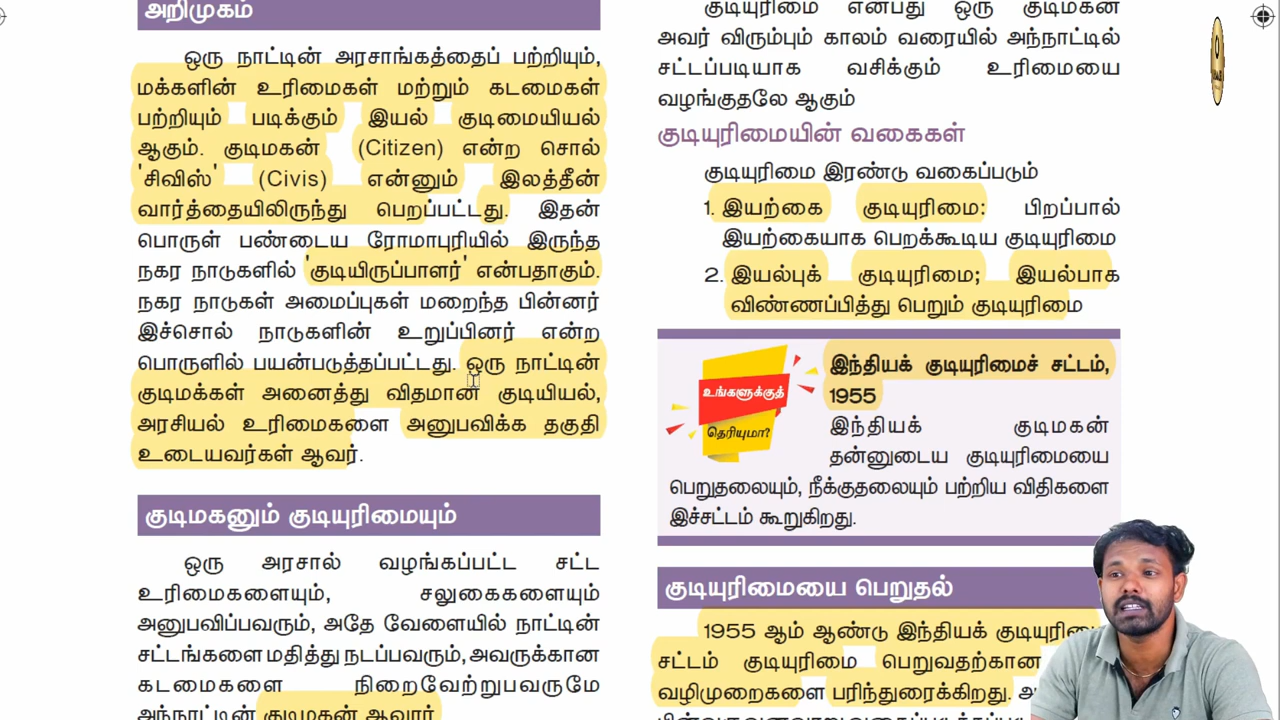 அறிமுகம்
ஒரு நாட்டின் அரசாங்கத்தைப் பற்றியும்,
மக்களின் உரிமைகள் மற்றும் கடமைகள்
பற்றியும் படிக்கும் இயல் குடிமையியல்
ஆகும். குடிமகன் (Citizen) என்ற சொல்
'சிவிஸ்' (Civis) என்னும் இலத்தீன்
வார்த்தையிலிருந்து பெறப்பட்டது. இதன்
பொருள் பண்டைய ரோமாபுரியில் இருந்த
நகர நாடுகளில் 'குடியிருப்பாளர்' என்பதாகும்.
நகர நாடுகள் அமைப்புகள் மறைந்த பின்னர்
இச்சொல் நாடுகளின் உறுப்பினர் என்ற
பொருளில் பயன்படுத்தப்பட்டது. ஒரு நாட்டின்
குடிமக்கள் அனைத்து விதமான குடியியல்,
அரசியல் உரிமைகளை அனுபவிக்க தகுதி
உடையவர்கள் ஆவர்.
குடிமகனும் குடியுரிமையும்
ஒரு அரசால் வழங்கப்பட்ட சட்ட
உரிமைகளையும், சலுகைகளையும்
அனுபவிப்பவரும், அதே வேளையில் நாட்டின்
சட்டங்களை மதித்து நடப்பவரும், அவருக்கான
கடமைகளை நிறைவேற்றுபவருமே
அந்நாட்டின் குடிமகன் ஆவார்
குடியுரிமை என்பது ஒரு குடிமகன்
அவர் விரும்பும் காலம் வரையில் அந்நாட்டில்
சட்டப்படியாக வசிக்கும் உரிமையை
வழங்குதலே ஆகும்
குடியுரிமையின் வகைகள்
குடியுரிமை இரண்டு வகைப்படும்
1. இயற்கை குடியுரிமை: பிறப்பால்
இயற்கையாக பெறக்கூடிய குடியுரிமை
2. இயல்புக் குடியுரிமை; இயல்பாக
விண்ணப்பித்து பெறும் குடியுரிமை
உங்களுக்குத்
தெரியுமா?
இந்தியக் குடியுரிமைச் சட்டம்,
1955
இந்தியக் குடிமகன்
தன்னுடைய குடியுரிமையை
பெறுதலையும், நீக்குதலையும் பற்றிய விதிகளை
இச்சட்டம் கூறுகிறது.
குடியுரிமையை பெறுதல்
1955 ஆம் ஆண்டு இந்தியக்
சட்டம் குடியுரிமை பெறுவதற்கான
வழிமுறைகளை பரிந்துரைக்கிறது.